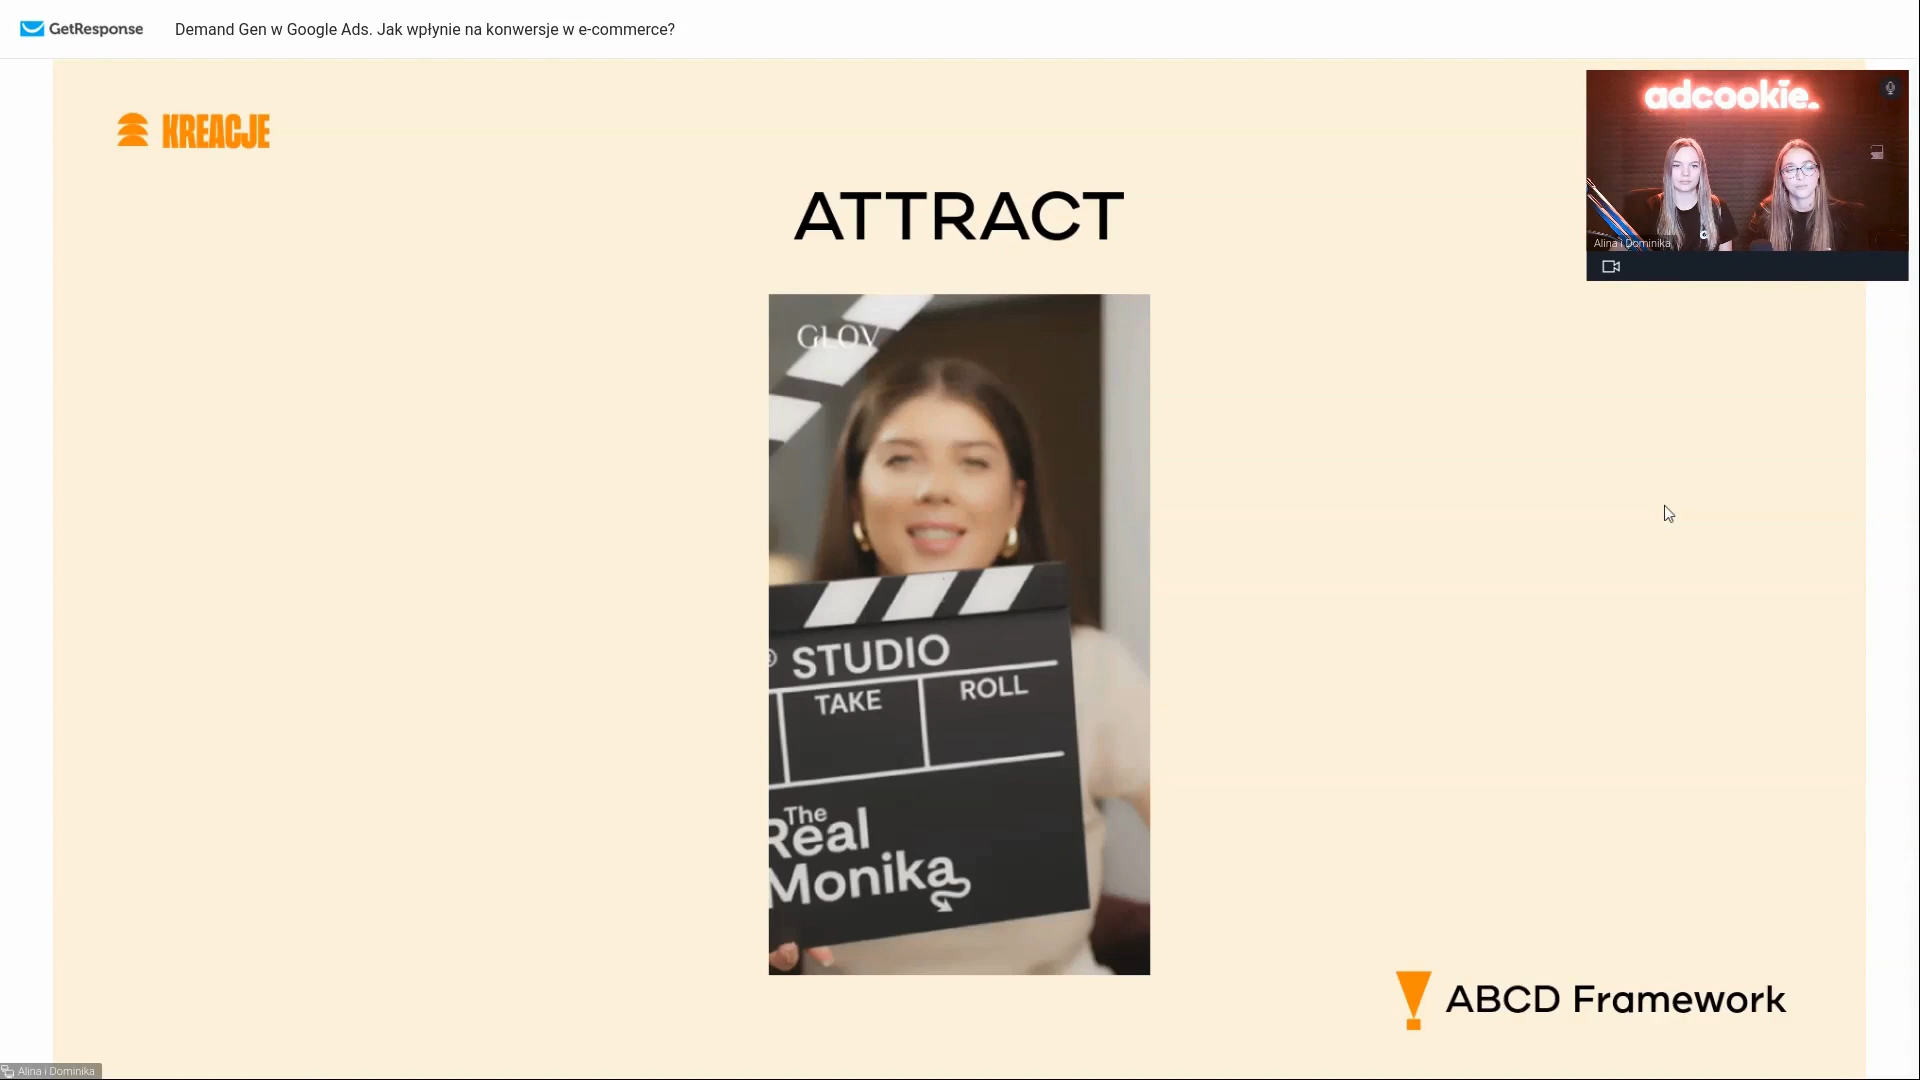 GetResponse
Demand Gen w Google Ads. Jak wpłynie na konwersje w e-commerce?
KREACJE
adcookie.
Alina i Dominika
ATTRACT
GLOV
STUDIO
TAKE
ROLL
The
Real
Monika
ABCD Framework
Alina i Dominika